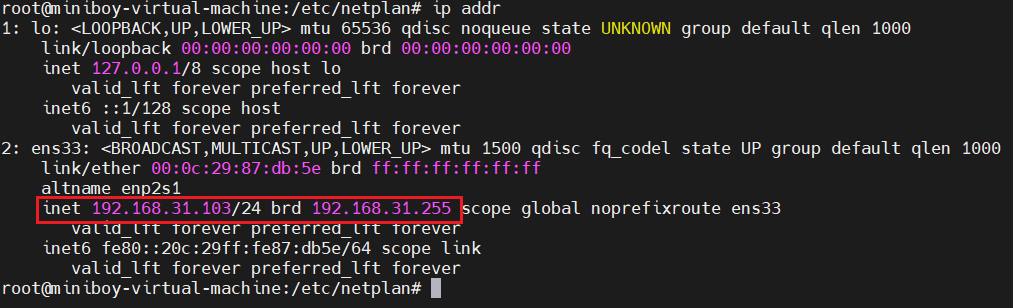 root@miniboy-virtual-machine:/etc/netplan# ip addr
1: lo: <LOOPBACK,UP,LOWER_UP> mtu 65536 qdisc noqueue state UNKNOWN group default qlen 1000
    link/loopback 00:00:00:00:00:00 brd 00:00:00:00:00:00
    inet 127.0.0.1/8 scope host lo
       valid_lft forever preferred_lft forever
    inet6 ::1/128 scope host
       valid_lft forever preferred_lft forever
2: ens33: <BROADCAST,MULTICAST,UP,LOWER_UP> mtu 1500 qdisc fq_codel state UP group default qlen 1000
    link/ether 00:0c:29:87:db:5e brd ff:ff:ff:ff:ff:ff
    altname enp2s1
    inet 192.168.31.103/24 brd 192.168.31.255 scope global noprefixroute ens33
       valid_lft forever preferred_lft forever
    inet6 fe80::20c:29ff:fe87:db5e/64 scope link
       valid_lft forever preferred_lft forever
root@miniboy-virtual-machine:/etc/netplan#